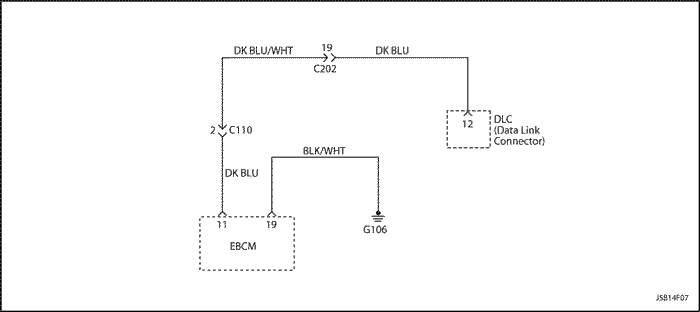 19
DK BLU/WHT
DK BLU
C202
2
C110
12
DLC
(Data Link
Connector)
BLK/WHT
DK BLU
11
19
G106
EBCM
JSB14F07